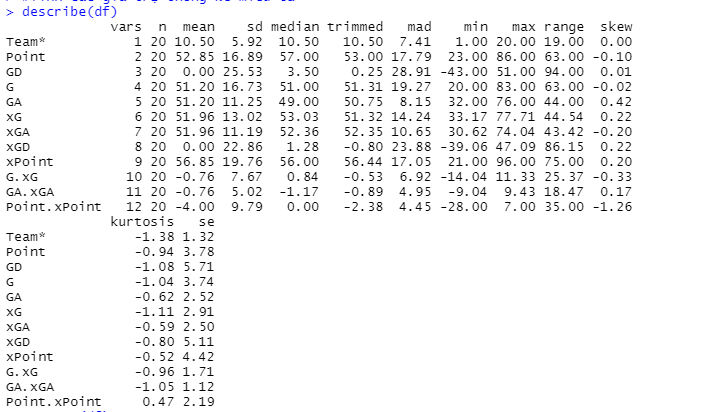 > describe(df)
vars n mean sd median trimmed mad min max range skew
Team* 1 20 10.50 5.92 10.50 10.50 7.41 1.00 20.00 19.00 0.00
Point 2 20 52.85 16.89 57.00 53.00 17.79 23.00 86.00 63.00 -0.10
GD 3 20 0.00 25.53 3.50 0.25 28.91 -43.00 51.00 94.00 0.01
G 4 20 51.20 16.73 51.00 51.31 19.27 20.00 83.00 63.00 -0.02
GA 5 20 51.20 11.25 49.00 50.75 8.15 32.00 76.00 44.00 0.42
xG 6 20 51.96 13.02 53.03 51.32 14.24 33.17 77.71 44.54 0.22
xGA 7 20 51.96 11.19 52.36 52.35 10.65 30.62 74.04 43.42 -0.20
xGD 8 20 0.00 22.86 1.28 -0.80 23.88 -39.06 47.09 86.15 0.22
xPoint 9 20 56.85 19.76 56.00 56.44 17.05 21.00 96.00 75.00 0.20
G.xG 10 20 -0.76 7.67 0.84 -0.53 6.92 -14.04 11.33 25.37 -0.33
GA.xGA 11 20 -0.76 5.02 -1.17 -0.89 4.95 -9.04 9.43 18.47 0.17
Point.xPoint 12 20 -4.00 9.79 0.00 -2.38 4.45 -28.00 7.00 35.00 -1.26
kurtosis se
Team* -1.38 1.32
Point -0.94 3.78
GD -1.08 5.71
G -1.04 3.74
GA -0.62 2.52
xG -1.11 2.91
xGA -0.59 2.50
xGD -0.80 5.11
xPoint -0.52 4.42
G.xG -0.96 1.71
GA.xGA -1.05 1.12
Point.xPoint 0.47 2.19